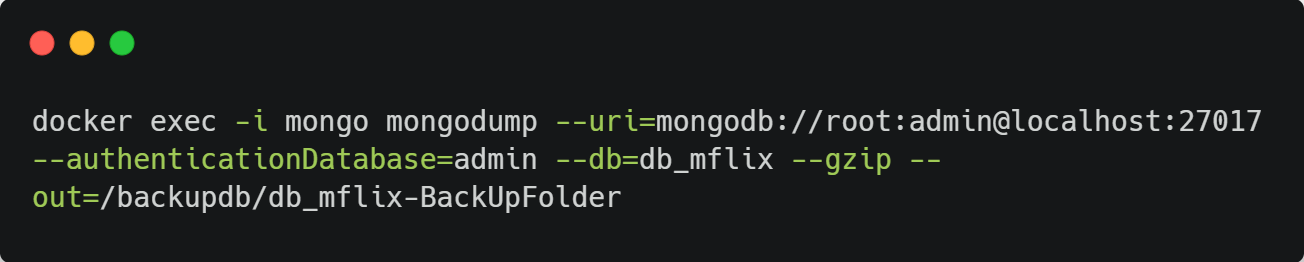 docker exec -i mongo mongodump --uri=mongodb://root:admin@localhost:27017
--authenticationDatabase=admin --db=db_mflix --gzip --
out=/backupdb/db_mflix-BackUpFolder